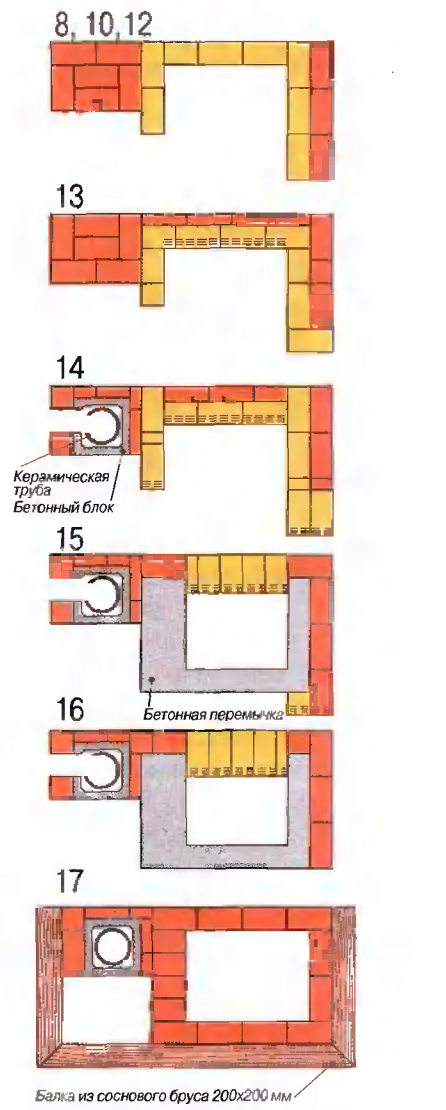 8, 10, 12
13
14
Керамическая
труба
Бетонный блок
15
Бетонная перемычка
16
17
Балка из соснового бруса 200х200 мм